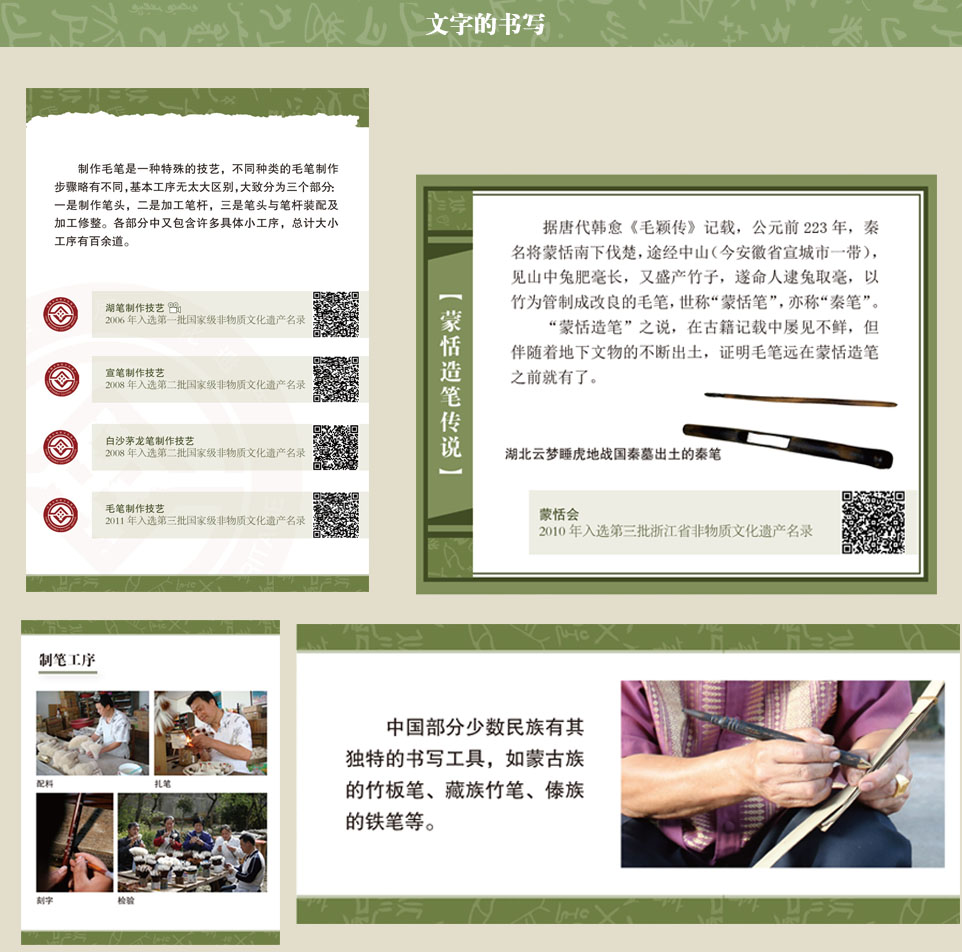 文字的书写
制作毛笔是一种特殊的技艺，不同种类的毛笔制作
步骤略有不同，基本工序无太大区别，大致分为三个部分：
一是制作笔头，二是加工笔杆，三是笔头与笔杆装配及
加工修整。各部分中又包含许多具体小工序，总计大小
工序有百余道。
湖笔制作技艺
2006 年入选第一批国家级非物质文化遗产名录
宣笔制作技艺
2008 年入选第二批国家级非物质文化遗产名录
白沙茅龙笔制作技艺
2008 年入选第二批国家级非物质文化遗产名录
毛笔制作技艺
2011 年入选第三批国家级非物质文化遗产名录
【蒙恬造笔传说】
据唐代韩愈《毛颖传》记载，公元前 223 年，秦
名将蒙恬南下伐楚，途经中山（今安徽省宣城市一带），
见山中兔肥毫长，又盛产竹子，遂命人逮兔取毫，以
竹为管制成改良的毛笔，世称“蒙恬笔”，亦称“秦笔”。
“蒙恬造笔”之说，在古籍记载中屡见不鲜，但
伴随着地下文物的不断出土，证明毛笔远在蒙恬造笔
之前就有了。
湖北云梦睡虎地战国秦墓出土的秦笔
蒙恬会
2010 年入选第三批浙江省非物质文化遗产名录
制笔工序
配料
扎笔
刻字
检验
中国部分少数民族有其
独特的书写工具，如蒙古族
的竹板笔、藏族竹笔、傣族
的铁笔等。